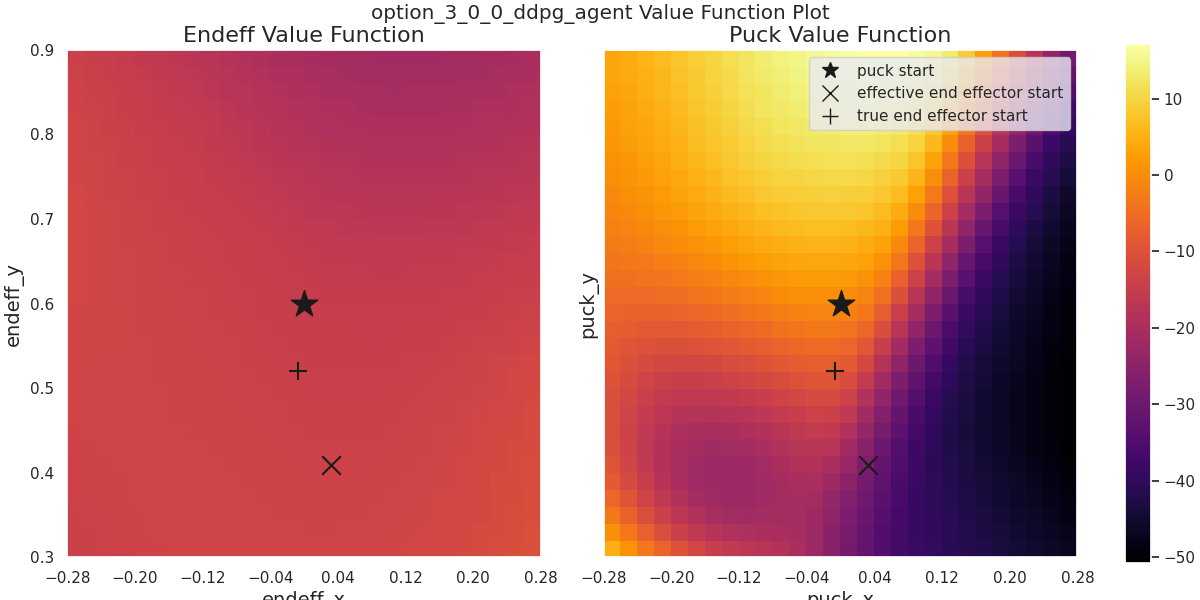 option_3_0_0_ddpg_agent Value Function Plot
Endeff Value Function
Puck Value Function
0.9
0.8
0.7
0.6
0.5
0.4
0.3
endeff_y
−0.28 −0.20 −0.12 −0.04 0.04 0.12 0.20 0.28
endeff_x
puck_y
puck start
effective end effector start
true end effector start
−0.28 −0.20 −0.12 −0.04 0.04 0.12 0.20 0.28
puck_x
10
0
−10
−20
−30
−40
−50